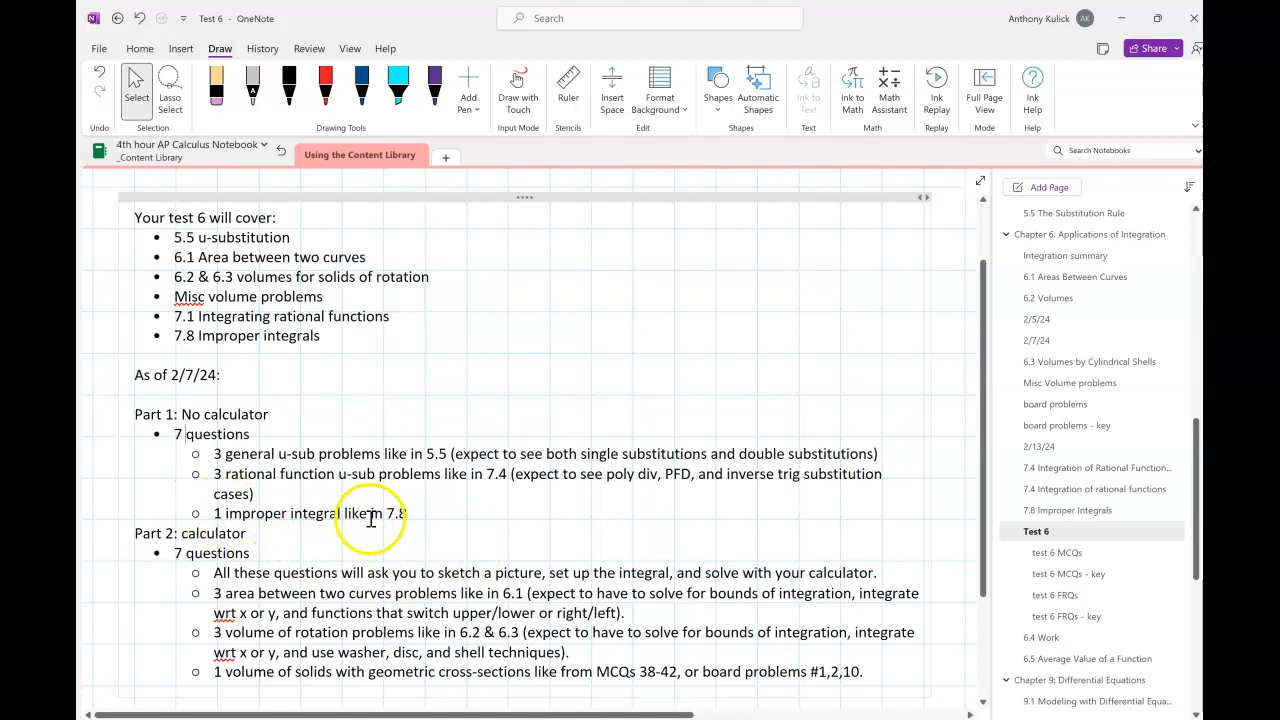 Test 6 - OneNote
Search
Anthony Kulick
AK
File
Home
Insert
Draw
History
Review
View
Help
Share
Select
Lasso
Select
A
Add
Pen
Draw with
Touch
Ruler
Insert
Space
Format
Background
Shapes
Automatic
Shapes
Ink to
Text
Ink to
Math
Math
Assistant
Ink
Replay
Full Page
View
Ink
Help
Undo
Selection
Drawing Tools
Input Mode
Stencils
Edit
Shapes
Text
Math
Replay
Mode
Help
4th hour AP Calculus Notebook
_Content Library
Using the Content Library
+
Search Notebooks
Your test 6 will cover:
• 5.5 u-substitution
• 6.1 Area between two curves
• 6.2 & 6.3 volumes for solids of rotation
• Misc volume problems
• 7.1 Integrating rational functions
• 7.8 Improper integrals
As of 2/7/24:
Part 1: No calculator
• 7 questions
○ 3 general u-sub problems like in 5.5 (expect to see both single substitutions and double substitutions)
○ 3 rational function u-sub problems like in 7.4 (expect to see poly div, PFD, and inverse trig substitution
cases)
○ 1 improper integral like in 7.8
Part 2: calculator
• 7 questions
○ All these questions will ask you to sketch a picture, set up the integral, and solve with your calculator.
○ 3 area between two curves problems like in 6.1 (expect to have to solve for bounds of integration, integrate
wrt x or y, and functions that switch upper/lower or right/left).
○ 3 volume of rotation problems like in 6.2 & 6.3 (expect to have to solve for bounds of integration, integrate
wrt x or y, and use washer, disc, and shell techniques).
○ 1 volume of solids with geometric cross-sections like from MCQs 38-42, or board problems #1,2,10.
Add Page
5.5 The Substitution Rule
Chapter 6: Applications of Integration
Integration summary
6.1 Areas Between Curves
6.2 Volumes
2/5/24
2/7/24
6.3 Volumes by Cylindrical Shells
Misc Volume problems
board problems
board problems - key
2/13/24
7.4 Integration of Rational Function...
7.4 Integration of rational functions
7.8 Improper Integrals
Test 6
test 6 MCQs
test 6 MCQs - key
test 6 FRQs
test 6 FRQs - key
6.4 Work
6.5 Average Value of a Function
Chapter 9: Differential Equations
9.1 Modeling with Differential Equa...